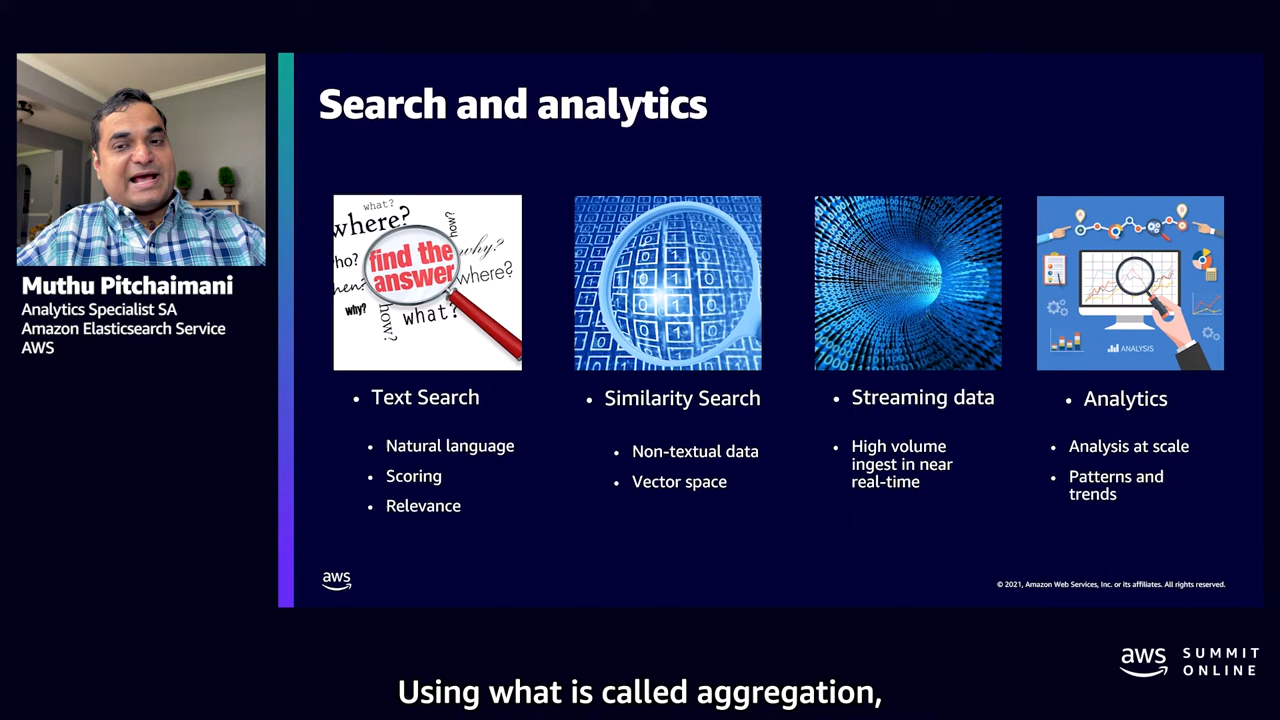 Search and analytics
Muthu Pitchaimani
Analytics Specialist SA
Amazon Elasticsearch Service
AWS
what?
where?
how?
why?
find the
answer
where?
why?
how?
what?
ANALYSIS
• Text Search
• Natural language
• Scoring
• Relevance
• Similarity Search
• Non-textual data
• Vector space
• Streaming data
• High volume
ingest in near
real-time
• Analytics
• Analysis at scale
• Patterns and
trends
aws
© 2021, Amazon Web Services, Inc. or its affiliates. All rights reserved.
aws
SUMMIT
ONLINE
Using what is called aggregation,